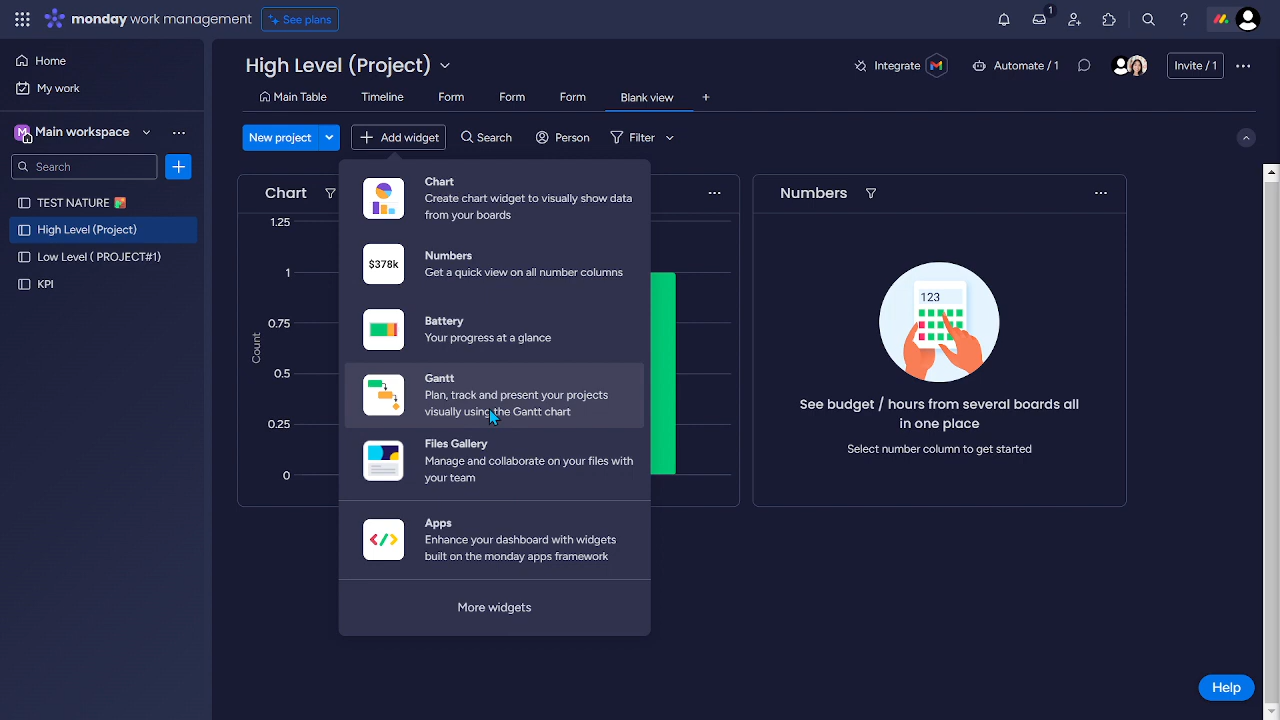 monday work management
See plans
1
Home
My work
M
Main workspace
Search
TEST NATURE
High Level (Project)
Low Level ( PROJECT#1)
KPI
High Level (Project)
Integrate
Automate / 1
Invite / 1
Main Table
Timeline
Form
Form
Form
Blank view
+
New project
Add widget
Search
Person
Filter
Chart
1.25
1
0.75
0.5
0.25
0
Count
Chart
Create chart widget to visually show data
from your boards
$378k
Numbers
Get a quick view on all number columns
Battery
Your progress at a glance
Gantt
Plan, track and present your projects
visually using the Gantt chart
Files Gallery
Manage and collaborate on your files with
your team
Apps
Enhance your dashboard with widgets
built on the monday apps framework
More widgets
Numbers
123
See budget / hours from several boards all
in one place
Select number column to get started
Help